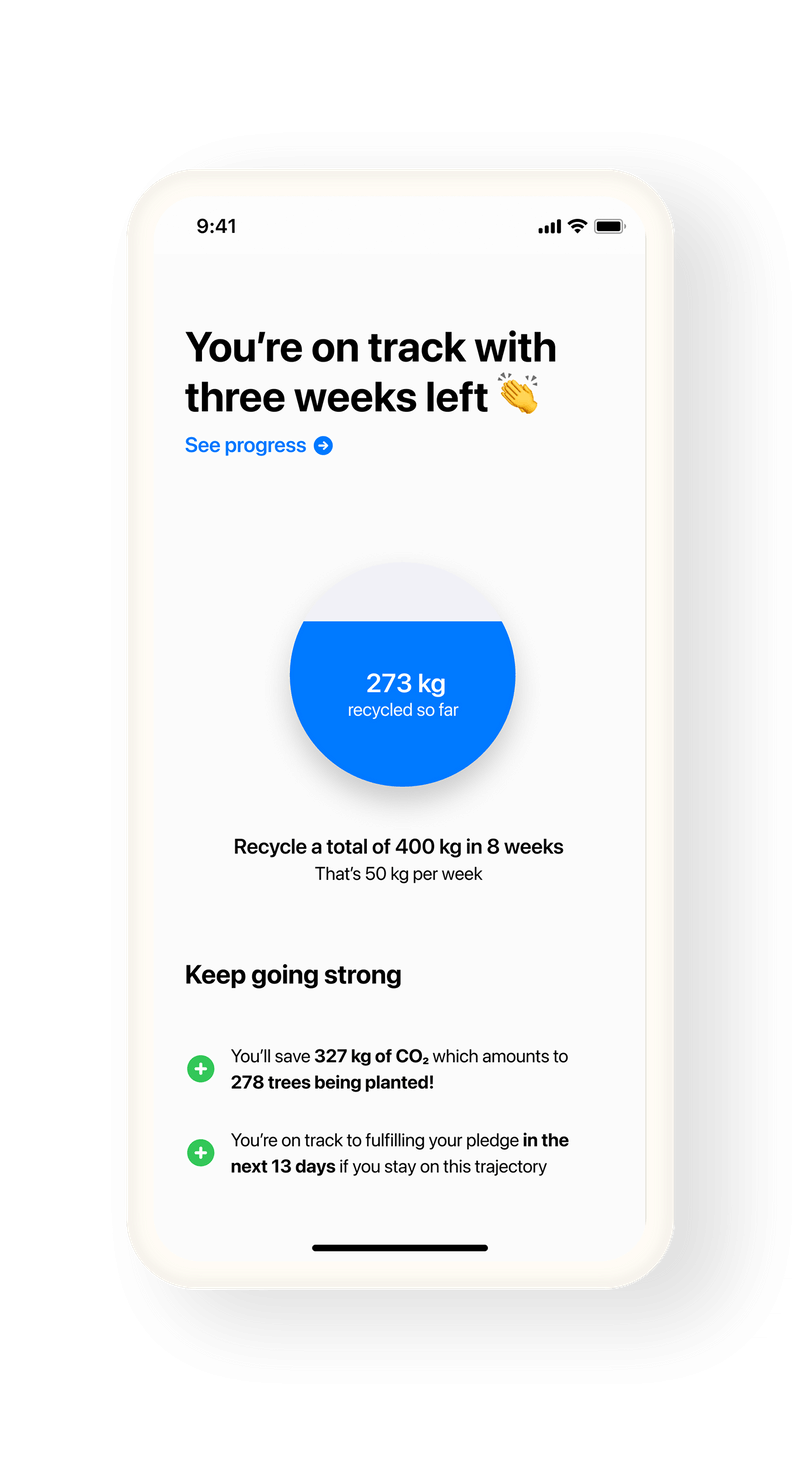 9:41
You’re on track with
three weeks left 👏
See progress
273 kg
recycled so far
Recycle a total of 400 kg in 8 weeks
That’s 50 kg per week
Keep going strong
You’ll save 327 kg of CO₂ which amounts to
278 trees being planted!
You’re on track to fulfilling your pledge in the
next 13 days if you stay on this trajectory